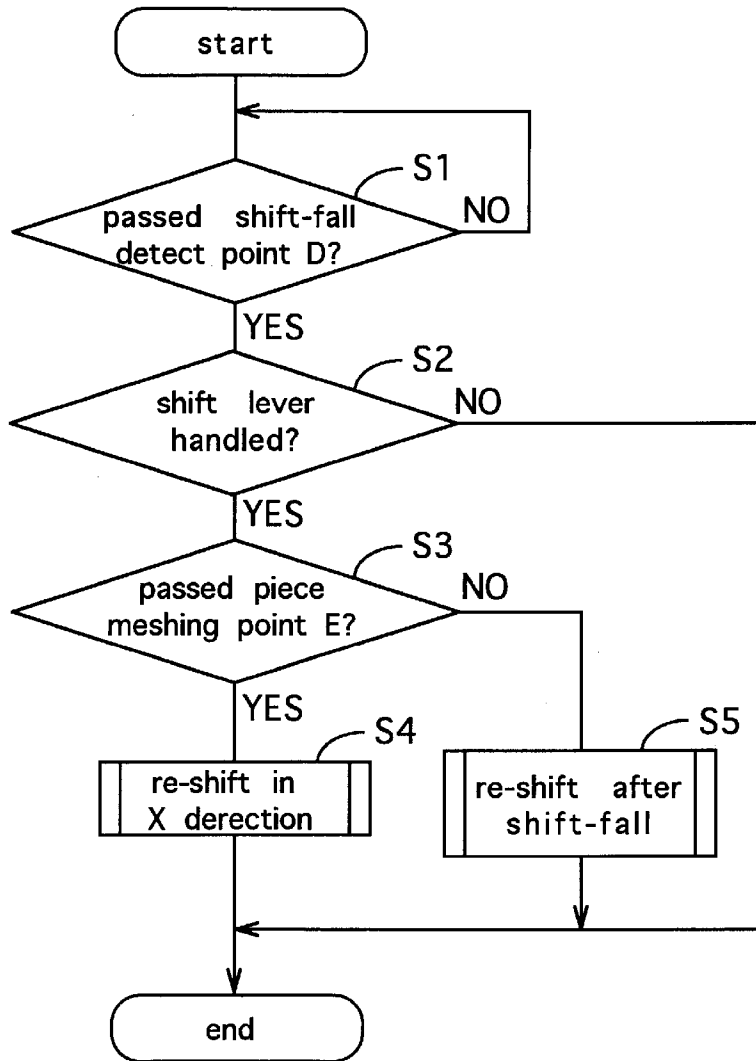 start
S1
passed shift-fall
detect point D?
NO
YES
S2
shift lever
handled?
NO
YES
S3
passed piece
meshing point E?
NO
YES
S4
re-shift in
X derection
S5
re-shift after
shift-fall
end